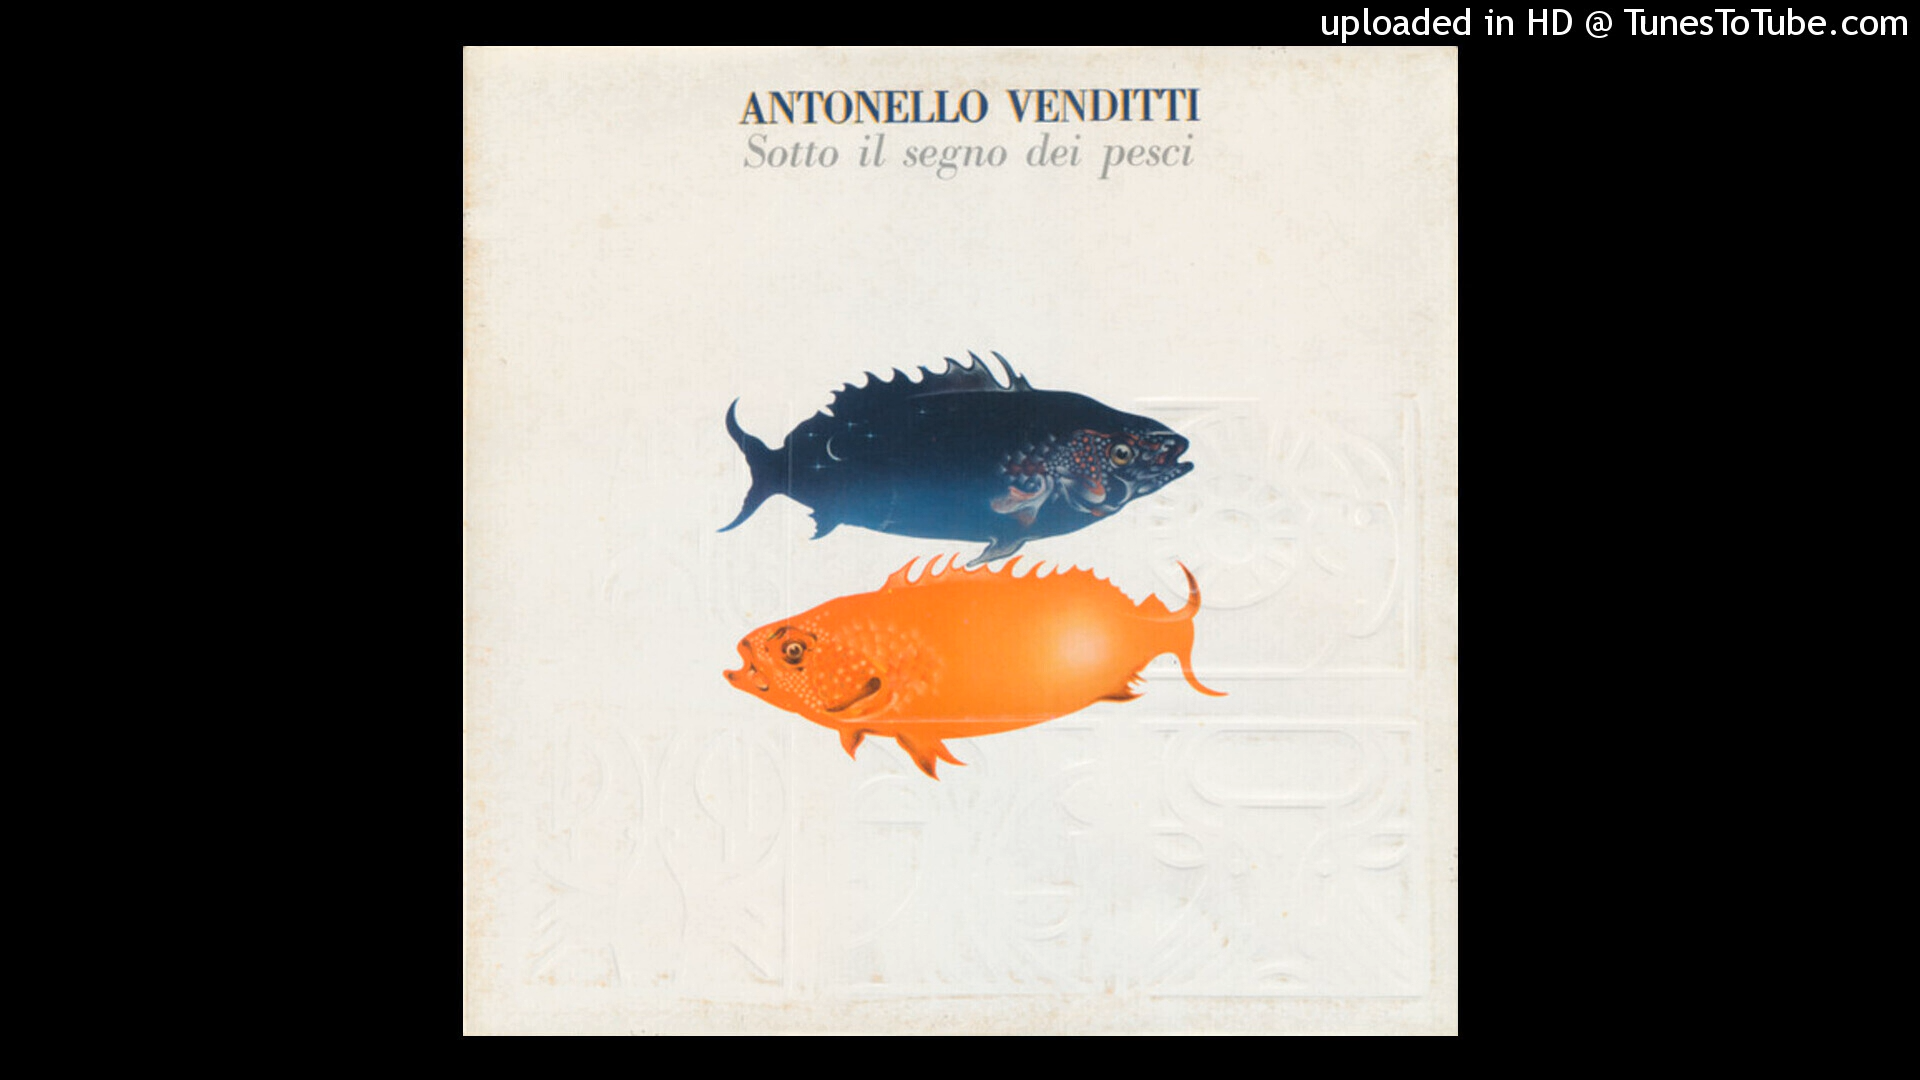 uploaded in HD @ TunesToTube.com
ANTONELLO VENDITTI
Sotto il segno dei pesci